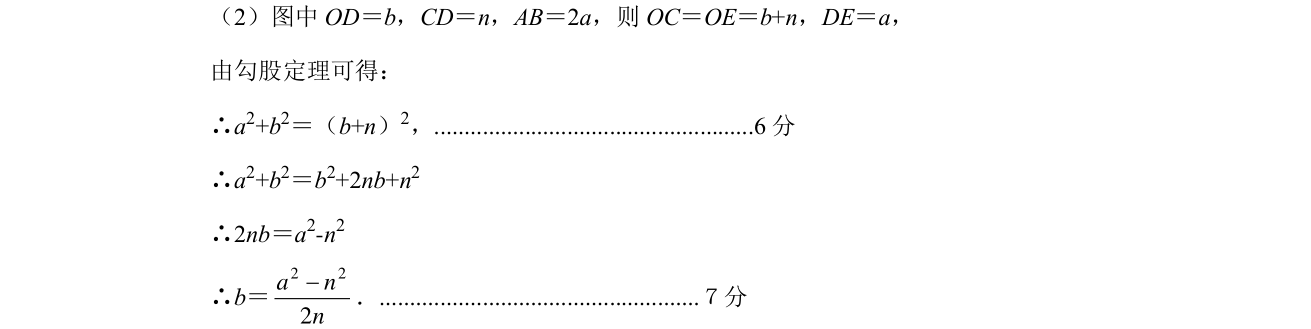 （2）图中 OD＝b，CD＝n，AB＝2a，则 OC＝OE＝b+n，DE＝a，
由勾股定理可得：
∴a²+b²＝（b+n）²，.....................................................6 分
∴a²+b²＝b²+2nb+n²
∴2nb＝a²-n²
∴b＝\frac{a²－n²}{2n}．.....................................................7 分